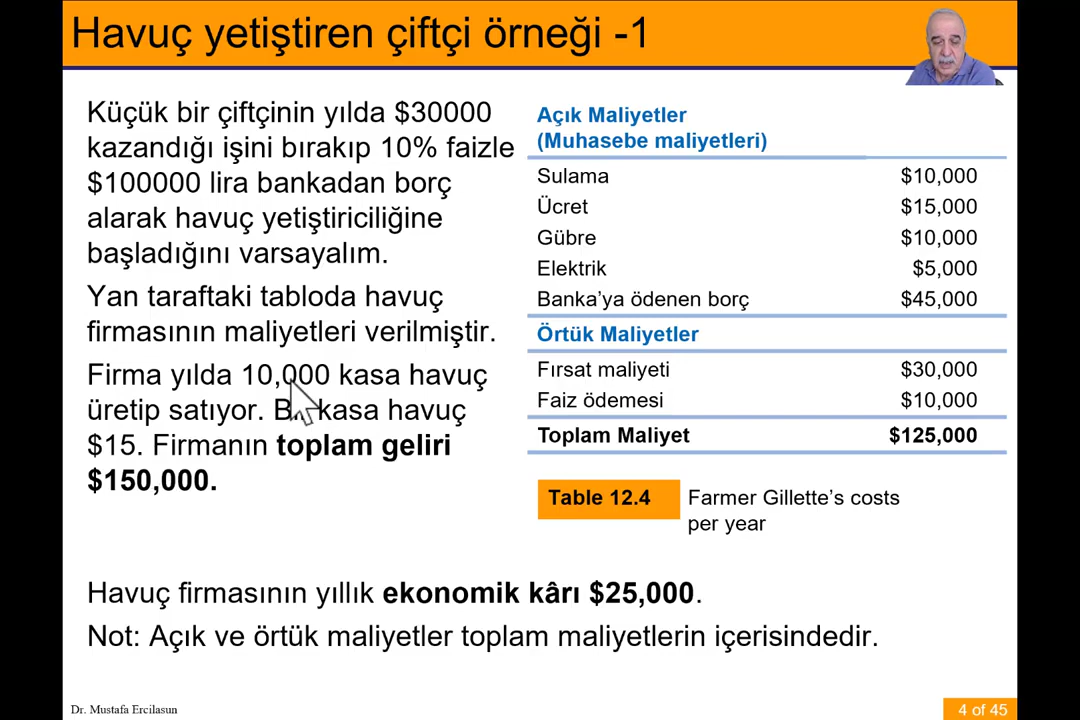 Havuç yetiştiren çiftçi örneği -1
Küçük bir çiftçinin yılda $30000
kazandığı işini bırakıp 10% faizle
$100000 lira bankadan borç
alarak havuç yetiştiriciliğine
başladığını varsayalım.
Yan taraftaki tabloda havuç
firmasının maliyetleri verilmiştir.
Firma yılda 10,000 kasa havuç
üretip satıyor. Bir kasa havuç
$15. Firmanın toplam geliri
$150,000.
Açık Maliyetler
(Muhasebe maliyetleri)
Sulama $10,000
Ücret $15,000
Gübre $10,000
Elektrik $5,000
Banka’ya ödenen borç $45,000
Örtük Maliyetler
Fırsat maliyeti $30,000
Faiz ödemesi $10,000
Toplam Maliyet $125,000
Table 12.4 Farmer Gillette’s costs
per year
Havuç firmasının yıllık ekonomik kârı $25,000.
Not: Açık ve örtük maliyetler toplam maliyetlerin içerisindedir.
Dr. Mustafa Ercilasun
4 of 45